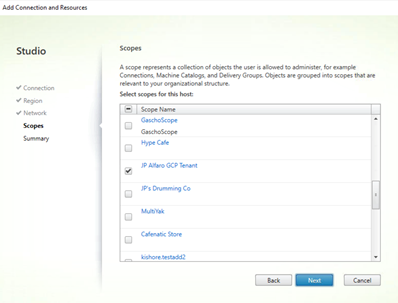 Add Connection and Resources
Studio
Connection
Region
Network
Scopes
Summary
Scopes
A scope represents a collection of objects the user is allowed to administer, for example
Connections, Machine Catalogs, and Delivery Groups. Objects are grouped into scopes that are
relevant to your organizational structure.
Select scopes for this host:
Scope Name
GaschoScope
GaschoScope
Hype Cafe
JP Alfaro GCP Tenant
JP's Drumming Co
MultiYak
Cafenatic Store
kishore.testadd2
Back
Next
Cancel